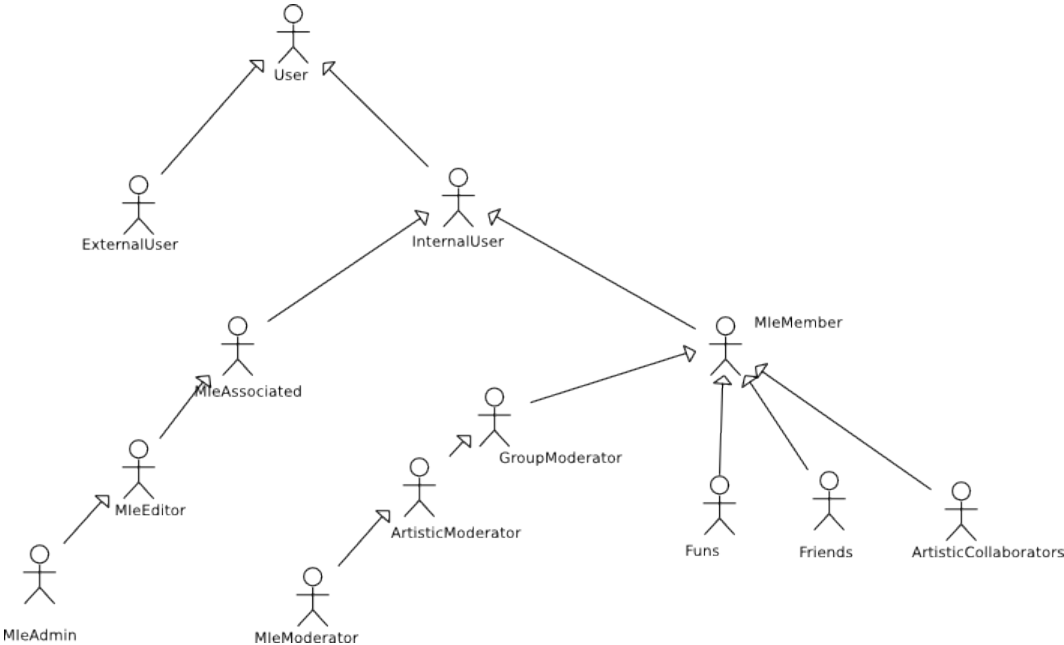 User
ExternalUser
InternalUser
MleMember
MleAssociated
GroupModerator
MleEditor
ArtisticModerator
Funs
Friends
ArtisticCollaborators
MleAdmin
MleModerator